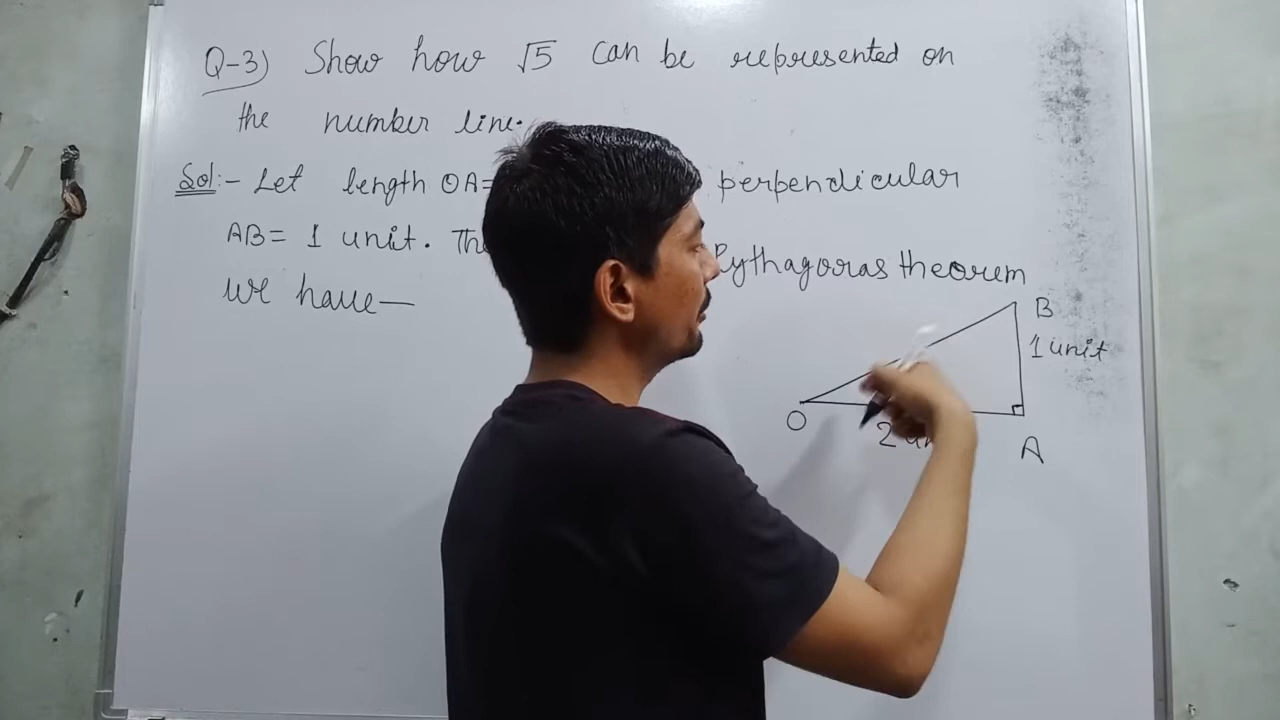 Q-3) Show how √5 can be represented on
the number line.
Sol:- Let length OA= perpendicular
AB= 1 unit. Pythagoras theorem
we have—
B
1 unit
O
2
A